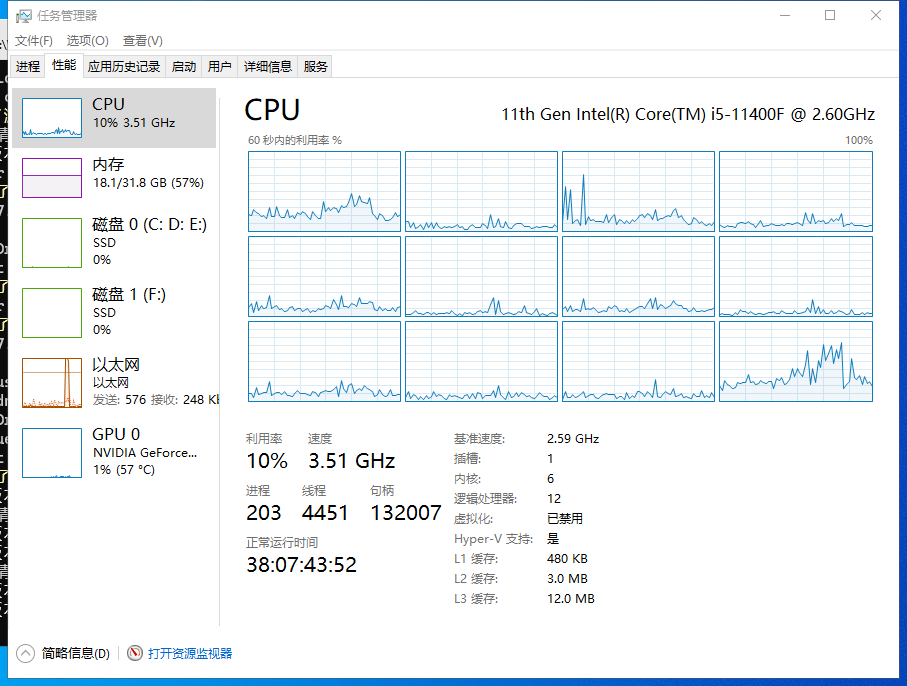 任务管理器
文件(F) 选项(O) 查看(V)
进程 性能 应用历史记录 启动 用户 详细信息 服务
CPU
10% 3.51 GHz
内存
18.1/31.8 GB (57%)
磁盘 0 (C: D: E:)
SSD
0%
磁盘 1 (F:)
SSD
0%
以太网
以太网
发送: 576 接收: 248
GPU 0
NVIDIA GeForce...
1% (57 °C)
CPU
11th Gen Intel(R) Core(TM) i5-11400F @ 2.60GHz
60 秒内的利用率 %
100%
利用率 速度
10% 3.51 GHz
进程 线程 句柄
203 4451 132007
正常运行时间
38:07:43:52
基准速度: 2.59 GHz
插槽: 1
内核: 6
逻辑处理器: 12
虚拟化: 已禁用
Hyper-V 支持: 是
L1 缓存: 480 KB
L2 缓存: 3.0 MB
L3 缓存: 12.0 MB
简略信息(D)
打开资源监视器